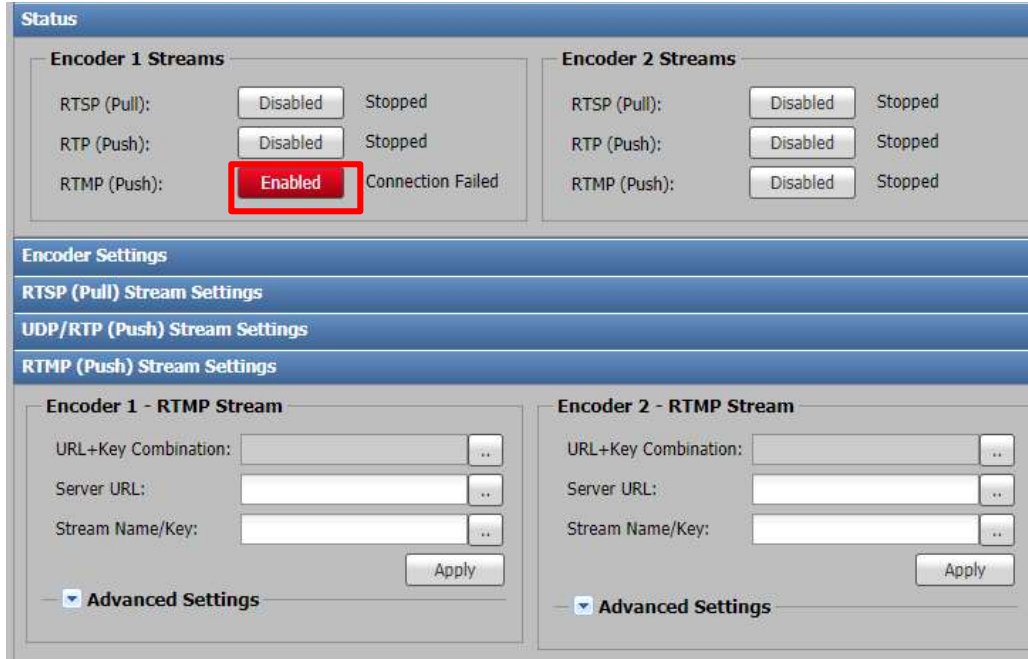 Status
Encoder 1 Streams
RTSP (Pull): Disabled Stopped
RTP (Push): Disabled Stopped
RTMP (Push): Enabled Connection Failed
Encoder 2 Streams
RTSP (Pull): Disabled Stopped
RTP (Push): Disabled Stopped
RTMP (Push): Disabled Stopped
Encoder Settings
RTSP (Pull) Stream Settings
UDP/RTP (Push) Stream Settings
RTMP (Push) Stream Settings
Encoder 1 - RTMP Stream
URL+Key Combination: ..
Server URL: ..
Stream Name/Key: ..
Apply
Advanced Settings
Encoder 2 - RTMP Stream
URL+Key Combination: ..
Server URL: ..
Stream Name/Key: ..
Apply
Advanced Settings